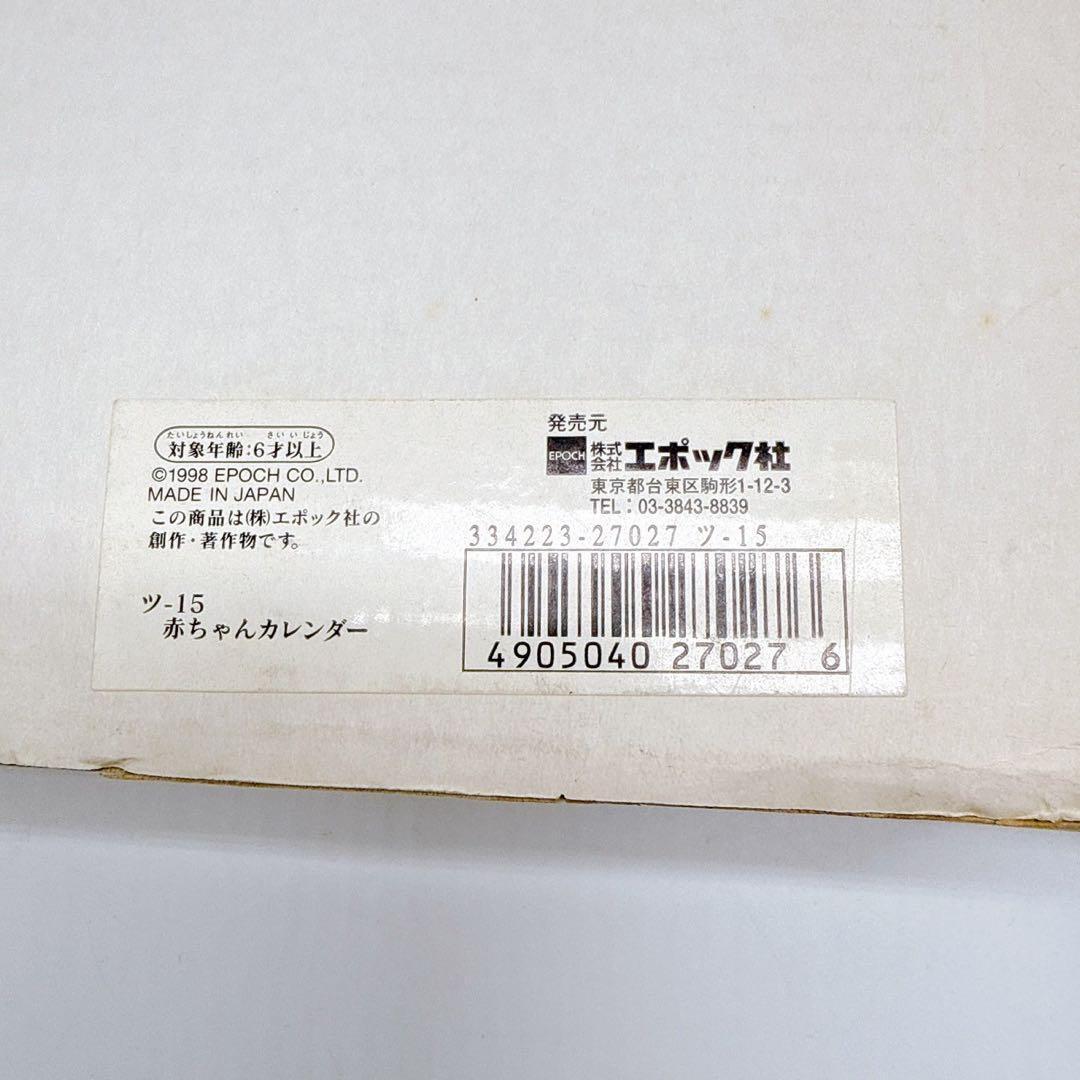 たいしょうねんれい さいいじょう
対象年齢:6才以上
©1998 EPOCH CO.,LTD.
MADE IN JAPAN
この商品は(株)エポック社の
創作・著作物です。
ツ-15
赤ちゃんカレンダー
発売元
EPOCH 株式会社 エポック社
東京都台東区駒形1-12-3
TEL: 03-3843-8839
334223-27027 ツ-15
4905040 27027 6